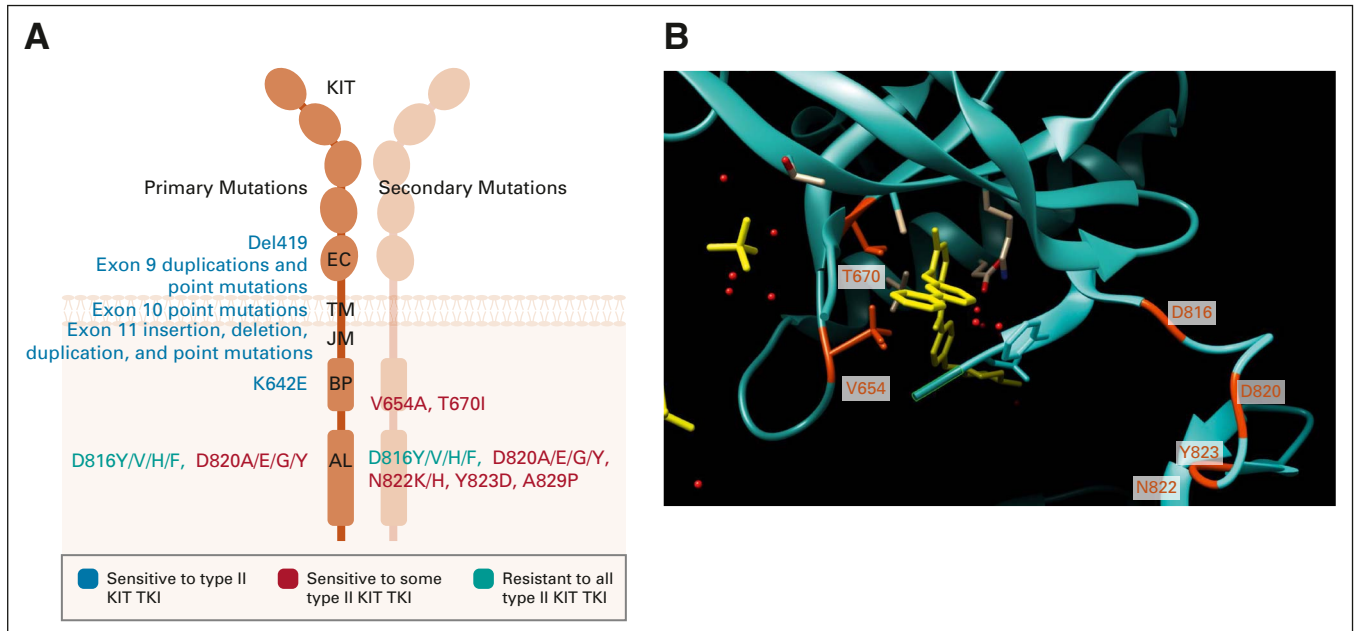 A
KIT
Primary Mutations
Secondary Mutations
Del419
Exon 9 duplications and
point mutations
EC
Exon 10 point mutations
TM
Exon 11 insertion, deletion,
duplication, and point mutations
JM
K642E
BP
V654A, T670I
D816Y/V/H/F, D820A/E/G/Y
AL
D816Y/V/H/F, D820A/E/G/Y,
N822K/H, Y823D, A829P
Sensitive to type II
KIT TKI
Sensitive to some
type II KIT TKI
Resistant to all
type II KIT TKI
B
T670
V654
D816
D820
Y823
N822